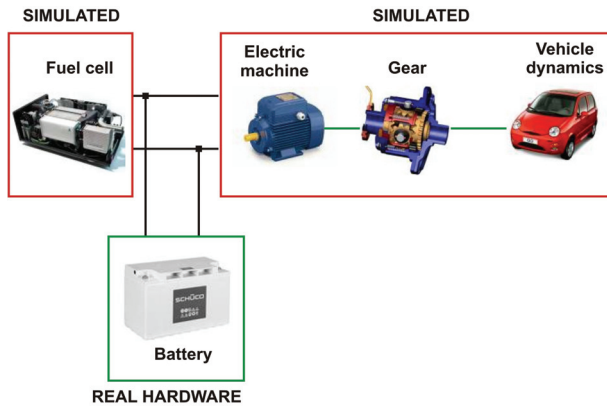 SIMULATED
SIMULATED
Fuel cell
Electric
machine
Gear
Vehicle
dynamics
SCHÜCO
Battery
REAL HARDWARE